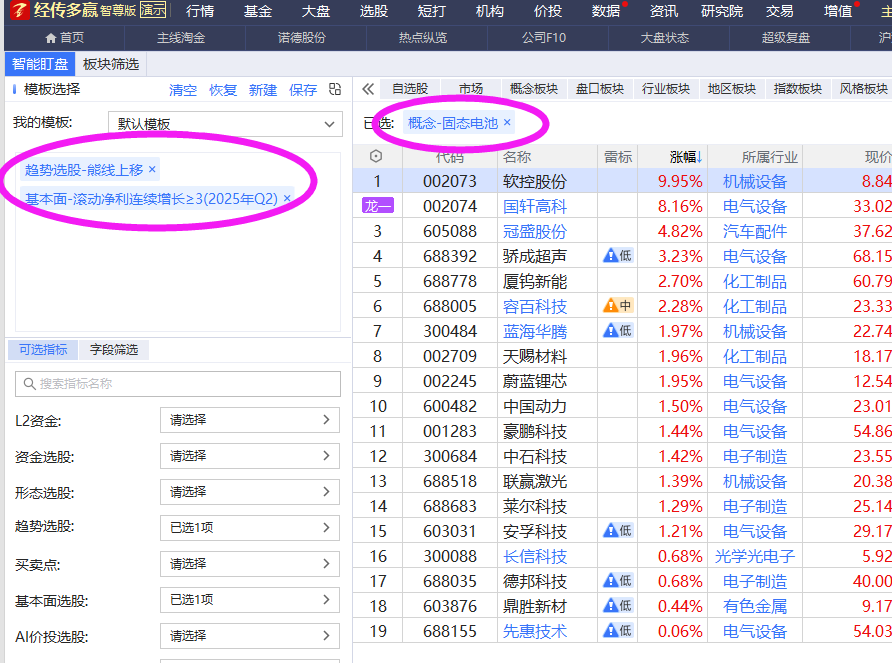 经传多赢 智尊版 演示 行情 基金 大盘 选股 短打 机构 价投 数据 资讯 研究院 交易 增值 主
首页 主线淘金 诺德股份 热点纵览 公司F10 大盘状态 超级复盘 沪
智能盯盘 板块筛选
模板选择 清空 恢复 新建 保存
我的模板: 默认模板
趋势选股-能线上移 ×
基本面-滚动净利连续增长≥3(2025年Q2) ×
可选指标 字段筛选
搜索指标名称
L2资金: 请选择
资金选股: 请选择
形态选股: 请选择
趋势选股: 已选1项
买卖点: 请选择
基本面选股: 已选1项
AI价投选股: 请选择
自选股 市场 概念板块 盘口板块 行业板块 地区板块 指数板块 风格板块
已选: 概念-固态电池 ×
代码 名称 雷标 涨幅↓ 所属行业 现价
1 002073 软控股份 9.95% 机械设备 8.84
龙一 002074 国轩高科 8.16% 电气设备 33.02
3 605088 冠盛股份 4.82% 汽车配件 37.62
4 688392 骄成超声 低 3.23% 电气设备 68.15
5 688778 厦钨新能 2.70% 化工制品 60.79
6 688005 容百科技 中 2.28% 化工制品 23.33
7 300484 蓝海华腾 低 1.97% 机械设备 22.74
8 002709 天赐材料 1.96% 化工制品 18.17
9 002245 蔚蓝锂芯 1.95% 电气设备 12.54
10 600482 中国动力 1.50% 电气设备 23.01
11 001283 豪鹏科技 1.44% 电气设备 54.86
12 300684 中石科技 1.42% 电子制造 23.55
13 688518 联赢激光 1.39% 机械设备 20.38
14 688683 莱尔科技 1.29% 电子制造 25.14
15 603031 安孚科技 低 1.21% 电气设备 29.17
16 300088 长信科技 0.68% 光学光电子 5.92
17 688035 德邦科技 低 0.68% 电子制造 40.00
18 603876 鼎胜新材 低 0.44% 有色金属 9.17
19 688155 先惠技术 低 0.06% 电气设备 54.03